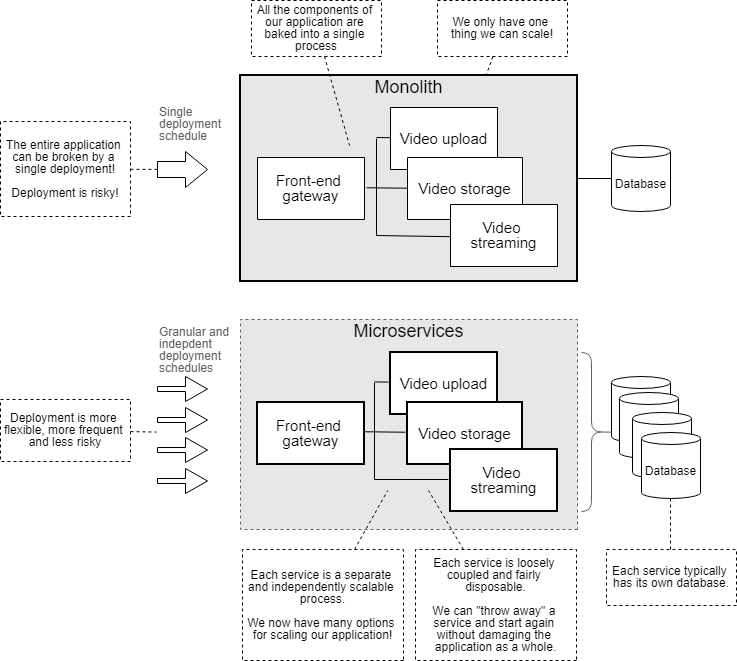 All the components of
our application are
baked into a single
process
We only have one
thing we can scale!
Monolith
Single
deployment
schedule
The entire application
can be broken by a
single deployment!
Deployment is risky!
Front-end
gateway
Video upload
Video storage
Video
streaming
Database
Microservices
Granular and
indepdent
deployment
schedules
Deployment is more
flexible, more frequent
and less risky
Front-end
gateway
Video upload
Video storage
Video
streaming
Database
Each service is a separate
and independently scalable
process.
We now have many options
for scaling our application!
Each service is loosely
coupled and fairly
disposable.
We can "throw away" a
service and start again
without damaging the
application as a whole.
Each service typically
has its own database.